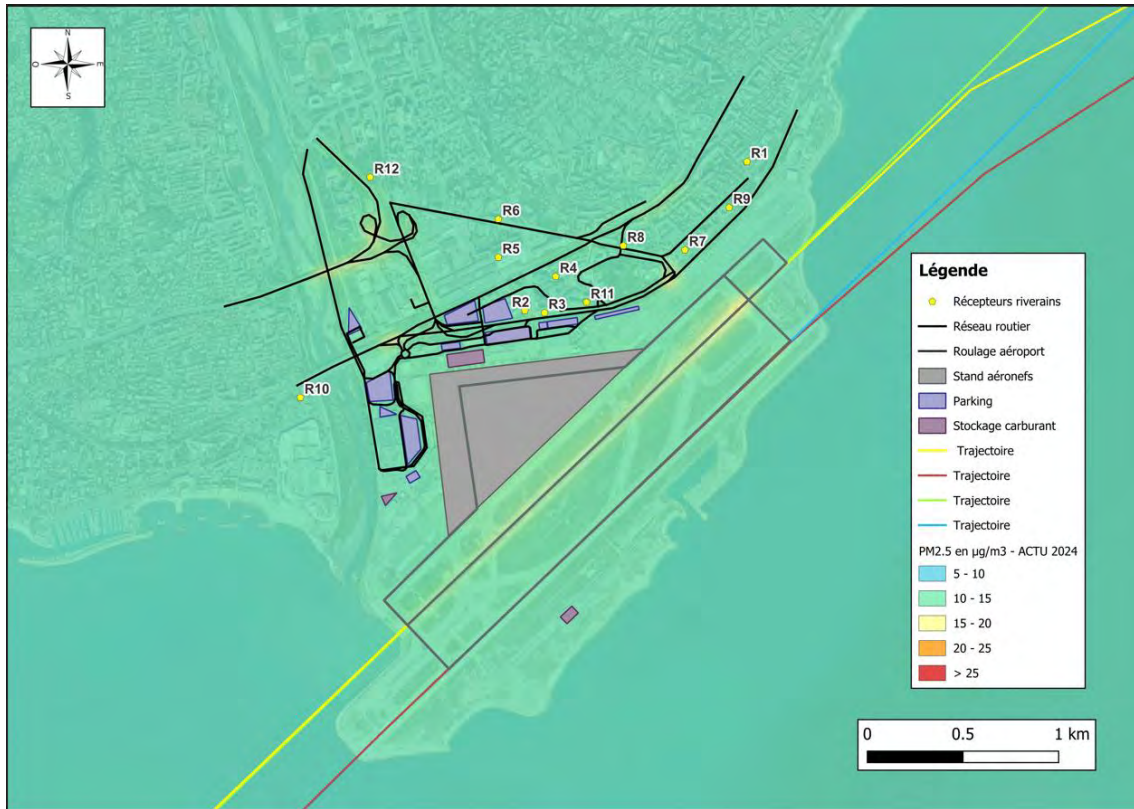 N
O
E
S
R1
R12
R9
R6
R8
R7
R5
R4
R11
R2
R3
R10
Légende
Récepteurs riverains
Réseau routier
Roulage aéroport
Stand aéronefs
Parking
Stockage carburant
Trajectoire
Trajectoire
Trajectoire
Trajectoire
PM2.5 en µg/m3 - ACTU 2024
5 - 10
10 - 15
15 - 20
20 - 25
> 25
0 0.5 1 km